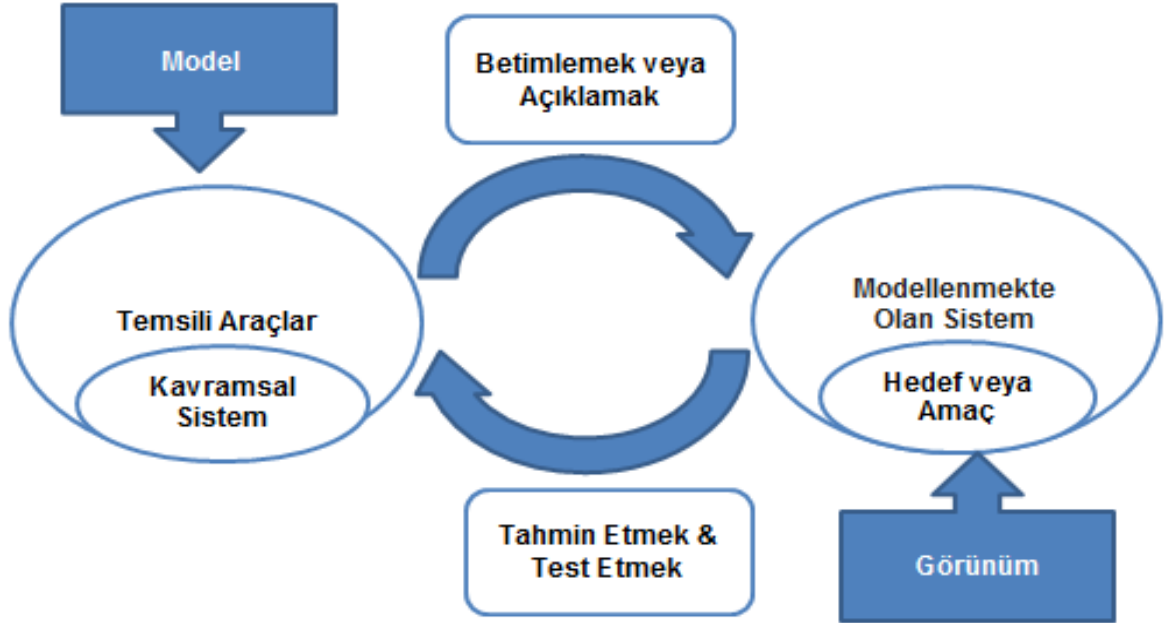 Model
Betimlemek veya
Açıklamak
Temsili Araçlar
Kavramsal
Sistem
Modellenmekte
Olan Sistem
Hedef veya
Amaç
Tahmin Etmek &
Test Etmek
Görünüm